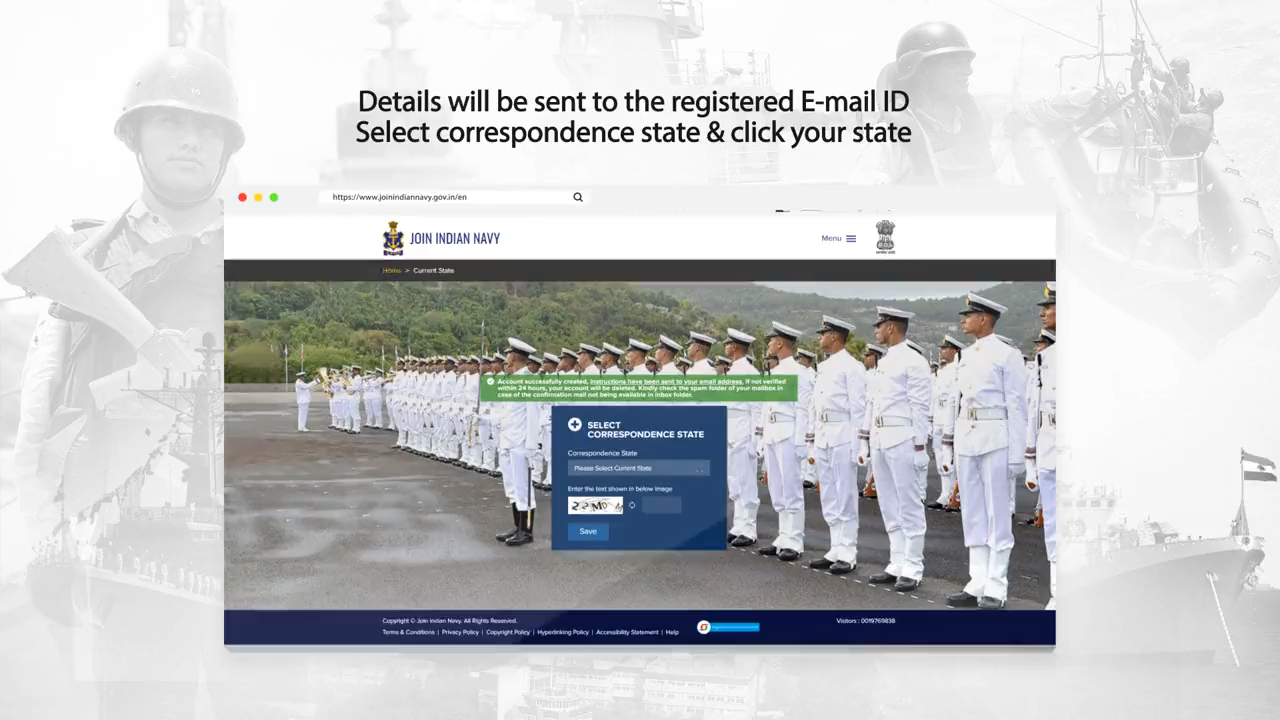 Details will be sent to the registered E-mail ID
Select correspondence state & click your state
https://www.joinindiannavy.gov.in/en
JOIN INDIAN NAVY
Menu
Home > Current State
Account successfully created, instructions have been sent to your email address, if not verified
within 24 hours, your account will be deleted. Kindly check the spam folder of your mailbox in
case of the confirmation mail not being available in inbox folder.
SELECT
CORRESPONDENCE STATE
Correspondence State
Please Select Current State
Enter the text shown in below image
Save
Copyright © Join Indian Navy. All Rights Reserved.
Terms & Conditions | Privacy Policy | Copyright Policy | Hyperlinking Policy | Accessibility Statement | Help
Visitors : 0019769838